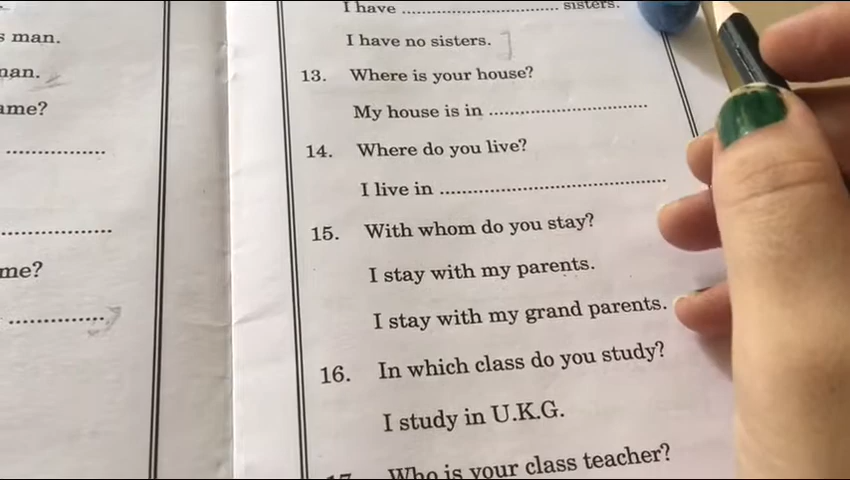 man.
ame?
...............
...............
me?
...............
I have ............................ sisters.
I have no sisters.
13. Where is your house?
My house is in ............................
14. Where do you live?
I live in ........................................
15. With whom do you stay?
I stay with my parents.
I stay with my grand parents.
16. In which class do you study?
I study in U.K.G.
17. Who is your class teacher?